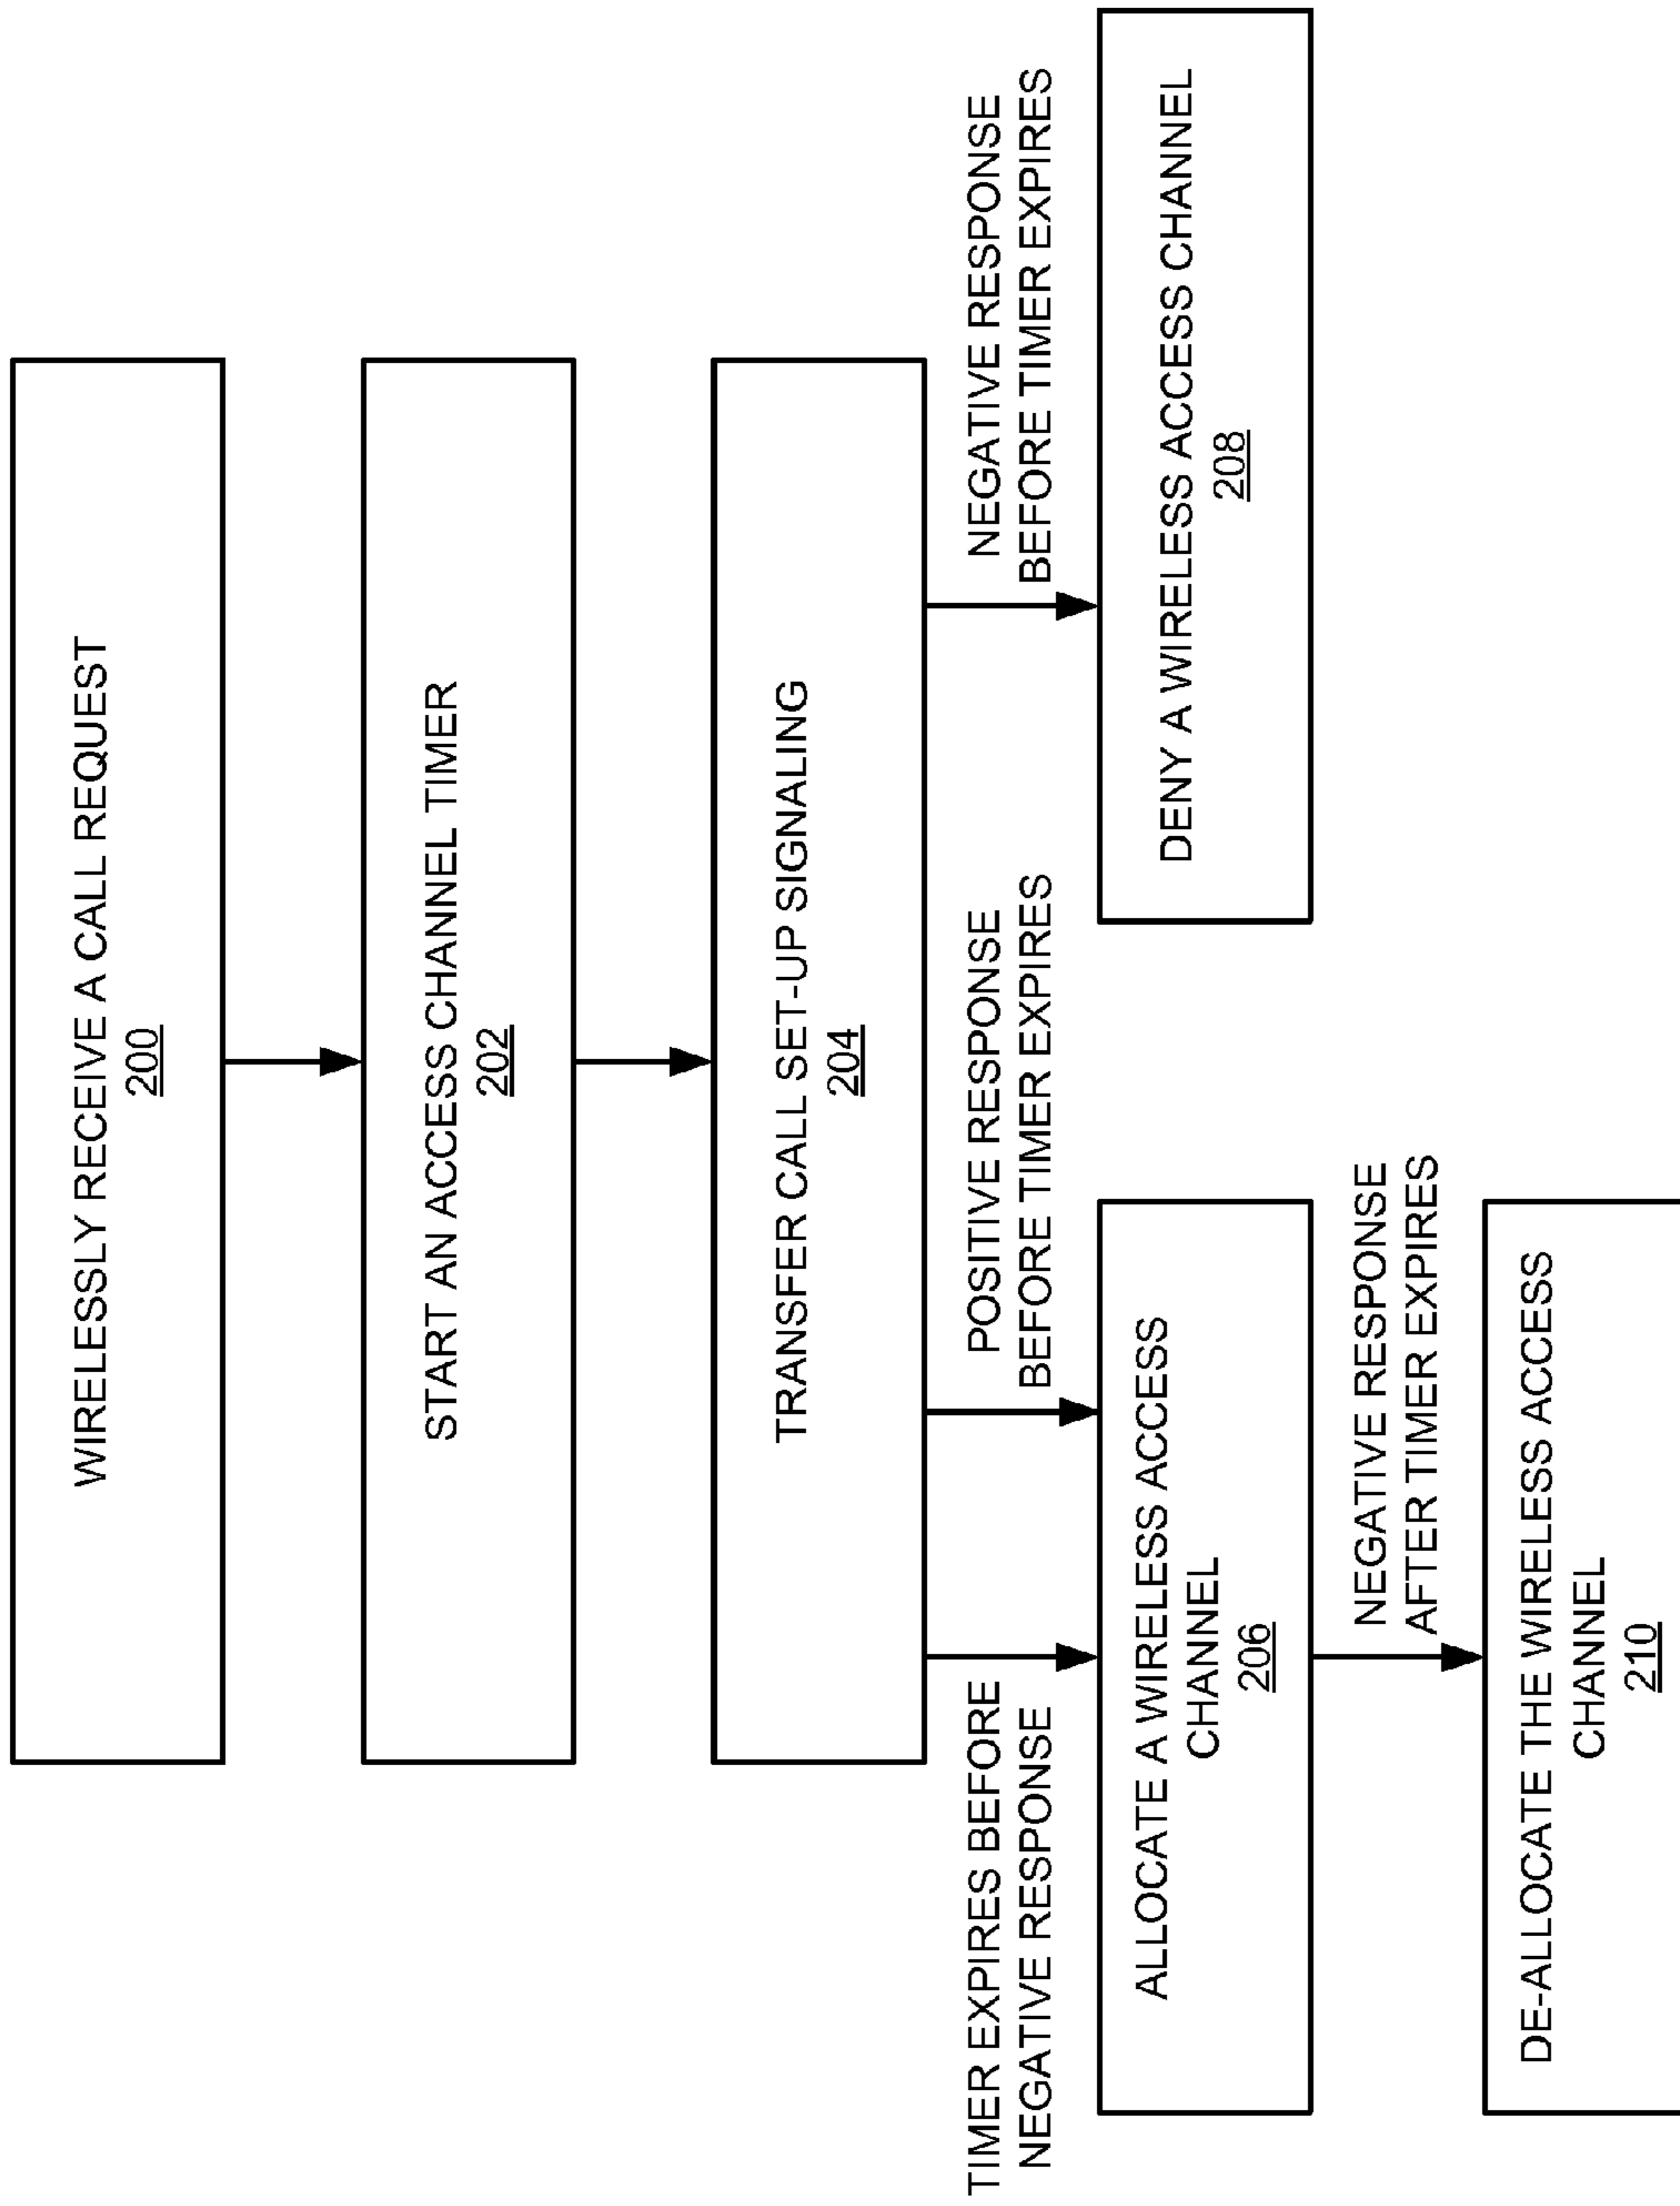 WIRELESSLY RECEIVE A CALL REQUEST
200
START AN ACCESS CHANNEL TIMER
202
TRANSFER CALL SET-UP SIGNALING
204
TIMER EXPIRES BEFORE
NEGATIVE RESPONSE
POSITIVE RESPONSE
BEFORE TIMER EXPIRES
NEGATIVE RESPONSE
BEFORE TIMER EXPIRES
ALLOCATE A WIRELESS ACCESS
CHANNEL
206
DENY A WIRELESS ACCESS CHANNEL
208
NEGATIVE RESPONSE
AFTER TIMER EXPIRES
DE-ALLOCATE THE WIRELESS ACCESS
CHANNEL
210